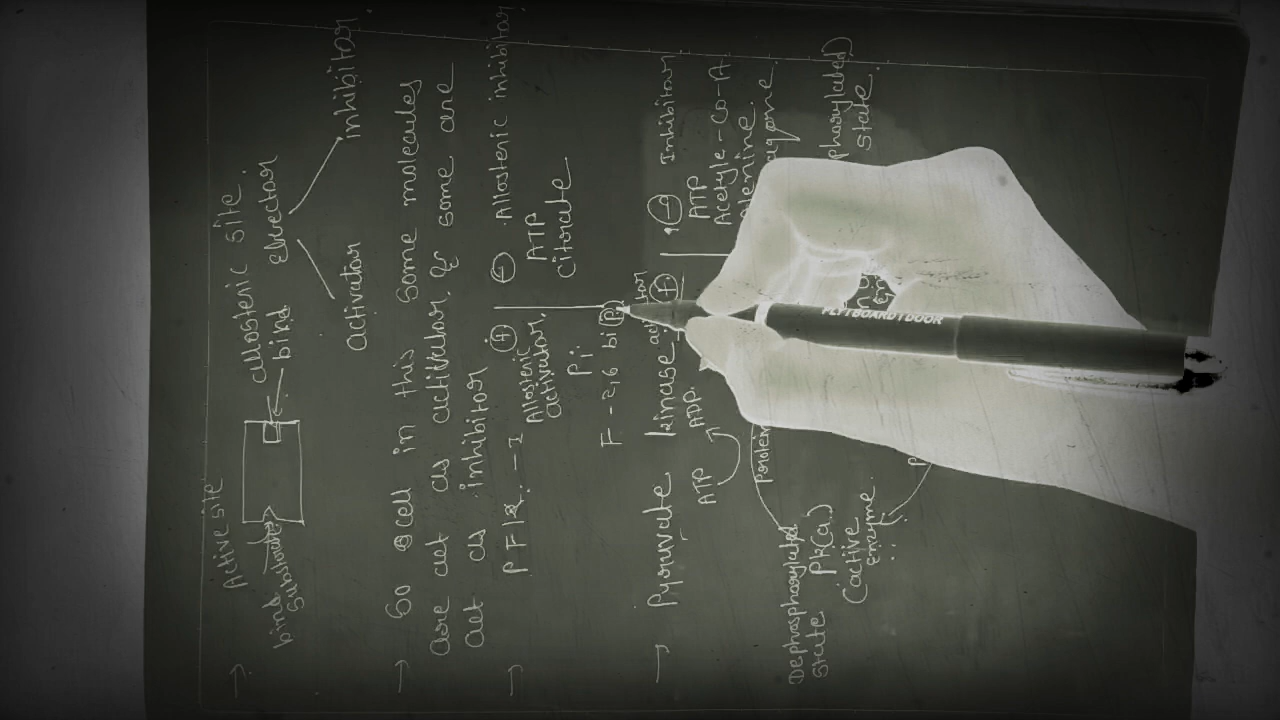 → Active site allosteric site.
bind
substrate
bind effector
activator inhibitor.
→ So cell in this some molecules
are act as activator, & some are
act as inhibitor
→ PFK - I (+) (-) Allosteric inhibitor
Allosteric
activator.
ATP
Pi citrate
F-2,6 bi (P)
→ Pyruvate kinase (+) (-) Inhibitor
ATP ADP.
ATP
Acetyle-CO-A
Protein
Dephosphorylated
state
Pk(a)
(active
enzyme.
phosphorylated)
state.
FLYTBOARD1DOOR